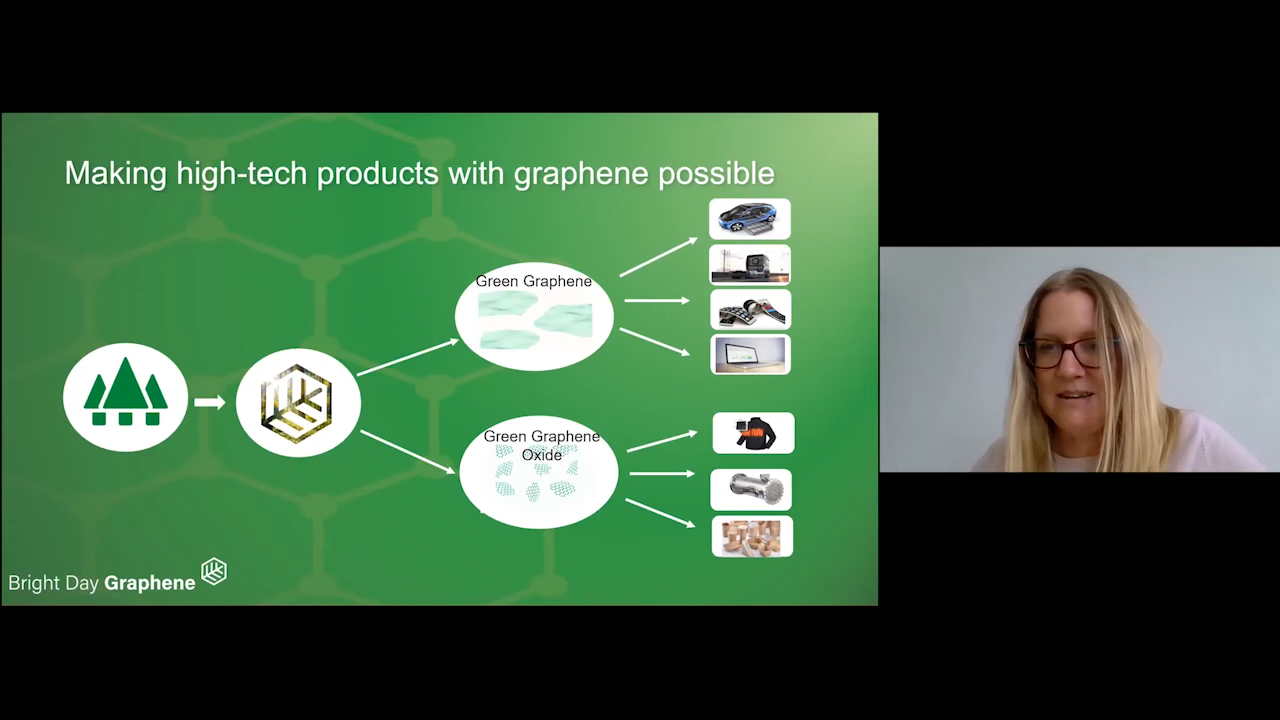 Making high-tech products with graphene possible
Green Graphene
Green Graphene
Oxide
Bright Day Graphene